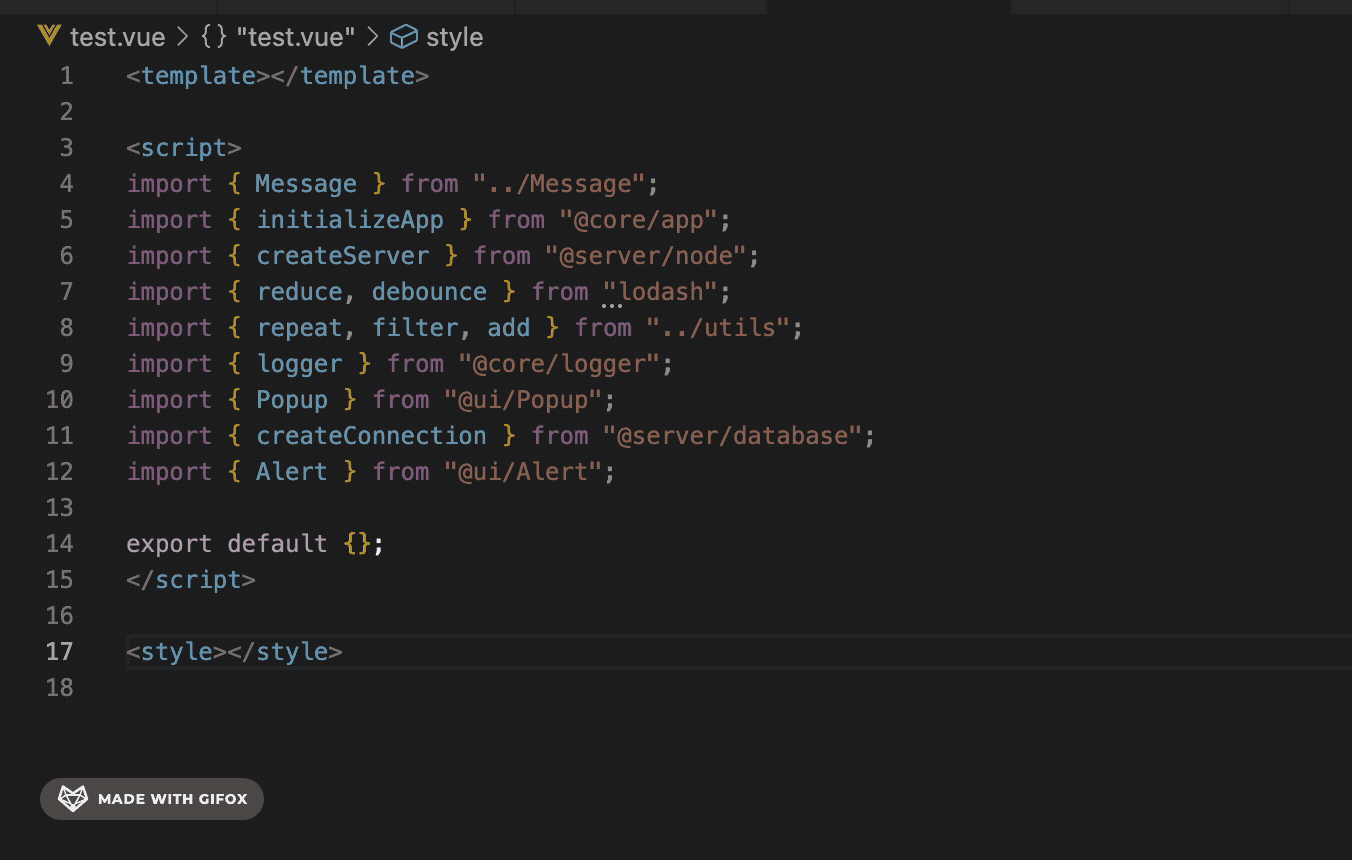 test.vue > {} "test.vue" > style
1 <template></template>
2
3 <script>
4 import { Message } from "../Message";
5 import { initializeApp } from "@core/app";
6 import { createServer } from "@server/node";
7 import { reduce, debounce } from "lodash";
8 import { repeat, filter, add } from "../utils";
9 import { logger } from "@core/logger";
10 import { Popup } from "@ui/Popup";
11 import { createConnection } from "@server/database";
12 import { Alert } from "@ui/Alert";
13
14 export default {};
15 </script>
16
17 <style></style>
18
MADE WITH GIFOX